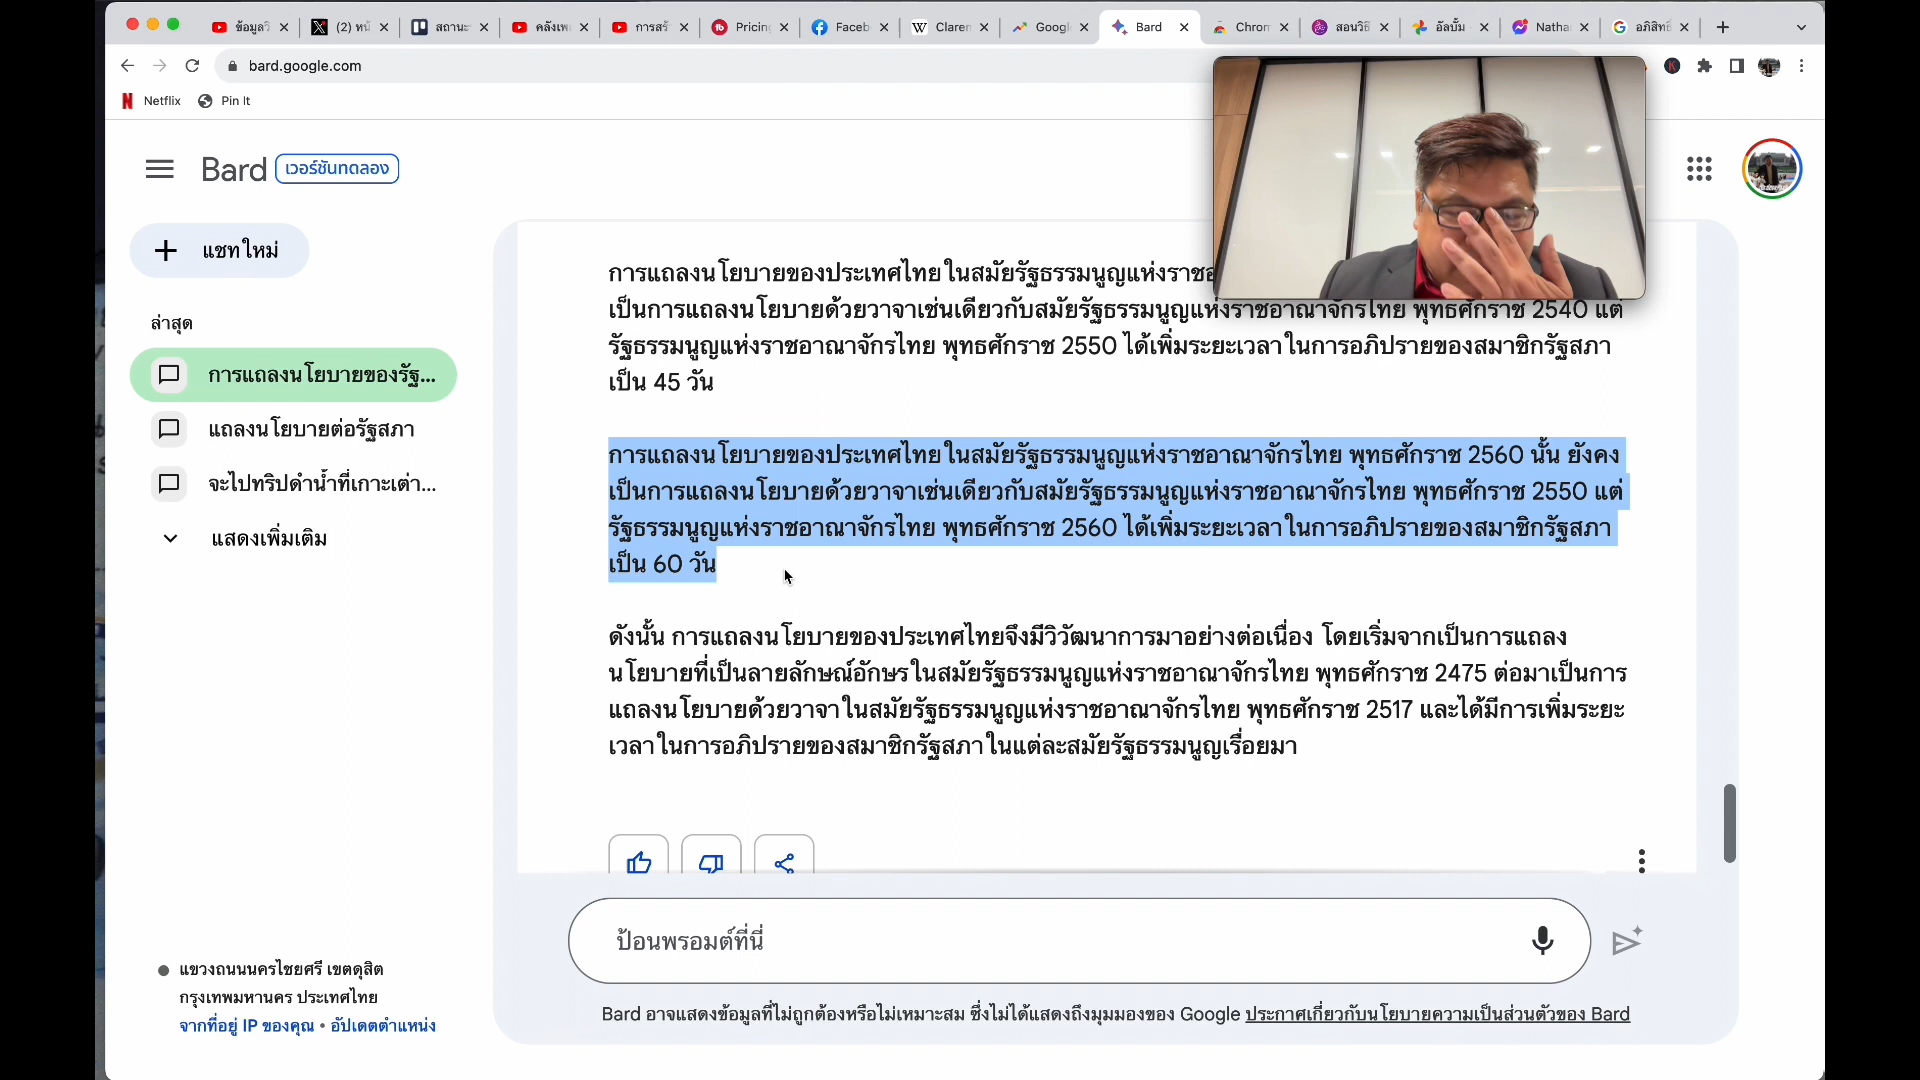 ข้อมูลวิ
(2) หน้
สถานะ
คลังเพ
การสร้
Pricin
Faceb
Claren
Google
Bard
Chrom
สอนวิธี
อัลบั้ม
Natha
อภิสิทธิ์
bard.google.com
Netflix
Pin It
Bard
เวอร์ชันทดลอง
แชทใหม่
ล่าสุด
การแถลงนโยบายของรัฐ...
แถลงนโยบายต่อรัฐสภา
จะไปทริปดำน้ำที่เกาะเต่า...
แสดงเพิ่มเติม
แขวงถนนนครไชยศรี เขตดุสิต
กรุงเทพมหานคร ประเทศไทย
จากที่อยู่ IP ของคุณ • อัปเดตตำแหน่ง
การแถลงนโยบายของประเทศไทยในสมัยรัฐธรรมนูญแห่งราชอ
เป็นการแถลงนโยบายด้วยวาจาเช่นเดียวกับสมัยรัฐธรรมนูญแห่งราชอาณาจักรไทย พุทธศักราช 2540 แต่
รัฐธรรมนูญแห่งราชอาณาจักรไทย พุทธศักราช 2550 ได้เพิ่มระยะเวลาในการอภิปรายของสมาชิกรัฐสภา
เป็น 45 วัน
การแถลงนโยบายของประเทศไทยในสมัยรัฐธรรมนูญแห่งราชอาณาจักรไทย พุทธศักราช 2560 นั้น ยังคง
เป็นการแถลงนโยบายด้วยวาจาเช่นเดียวกับสมัยรัฐธรรมนูญแห่งราชอาณาจักรไทย พุทธศักราช 2550 แต่
รัฐธรรมนูญแห่งราชอาณาจักรไทย พุทธศักราช 2560 ได้เพิ่มระยะเวลาในการอภิปรายของสมาชิกรัฐสภา
เป็น 60 วัน
ดังนั้น การแถลงนโยบายของประเทศไทยจึงมีวิวัฒนาการมาอย่างต่อเนื่อง โดยเริ่มจากเป็นการแถลง
นโยบายที่เป็นลายลักษณ์อักษรในสมัยรัฐธรรมนูญแห่งราชอาณาจักรไทย พุทธศักราช 2475 ต่อมาเป็นการ
แถลงนโยบายด้วยวาจาในสมัยรัฐธรรมนูญแห่งราชอาณาจักรไทย พุทธศักราช 2517 และได้มีการเพิ่มระยะ
เวลาในการอภิปรายของสมาชิกรัฐสภาในแต่ละสมัยรัฐธรรมนูญเรื่อยมา
ป้อนพรอมต์ที่นี่
Bard อาจแสดงข้อมูลที่ไม่ถูกต้องหรือไม่เหมาะสม ซึ่งไม่ได้แสดงถึงมุมมองของ Google ประกาศเกี่ยวกับนโยบายความเป็นส่วนตัวของ Bard